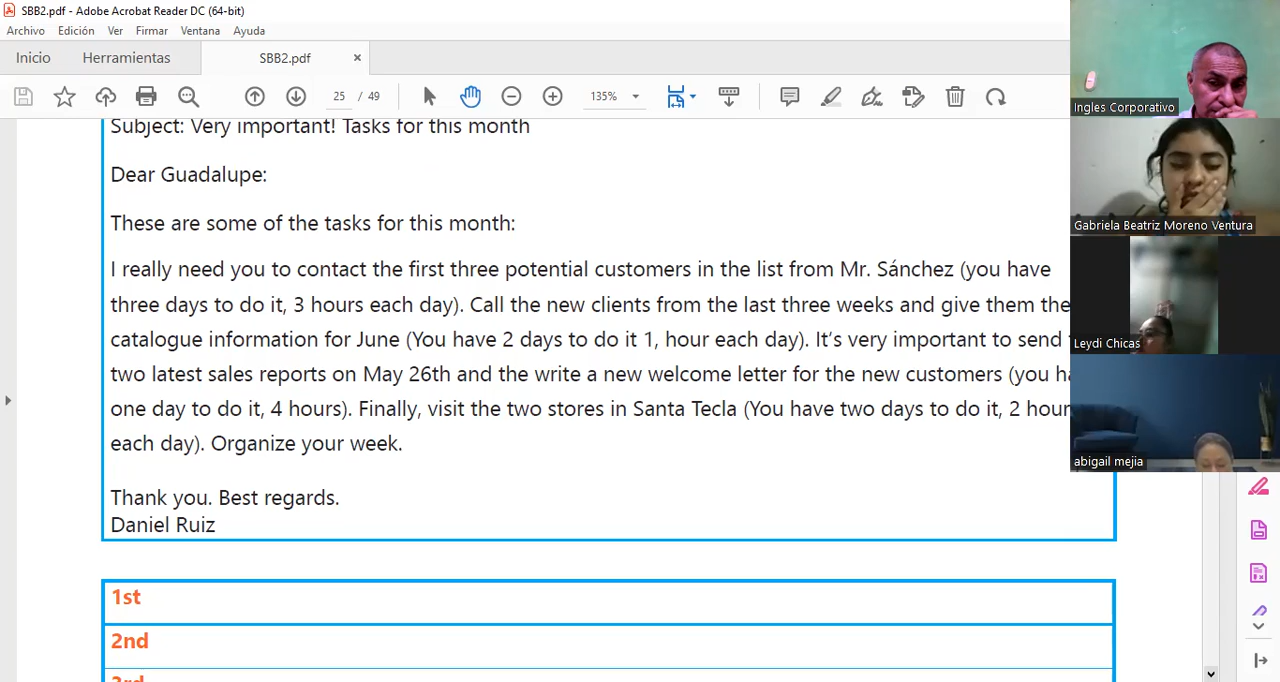 SBB2.pdf - Adobe Acrobat Reader DC (64-bit)
Archivo Edición Ver Firmar Ventana Ayuda
Inicio Herramientas SBB2.pdf ×
25 / 49 135%
Subject: Very important! Tasks for this month
Dear Guadalupe:
These are some of the tasks for this month:
I really need you to contact the first three potential customers in the list from Mr. Sánchez (you have
three days to do it, 3 hours each day). Call the new clients from the last three weeks and give them the
catalogue information for June (You have 2 days to do it 1, hour each day). It's very important to send
two latest sales reports on May 26th and the write a new welcome letter for the new customers (you
one day to do it, 4 hours). Finally, visit the two stores in Santa Tecla (You have two days to do it, 2
each day). Organize your week.
Thank you. Best regards.
Daniel Ruiz
1st
2nd
3rd
Ingles Corporativo
Gabriela Beatriz Moreno Ventura
Leydi Chicas
abigail mejia